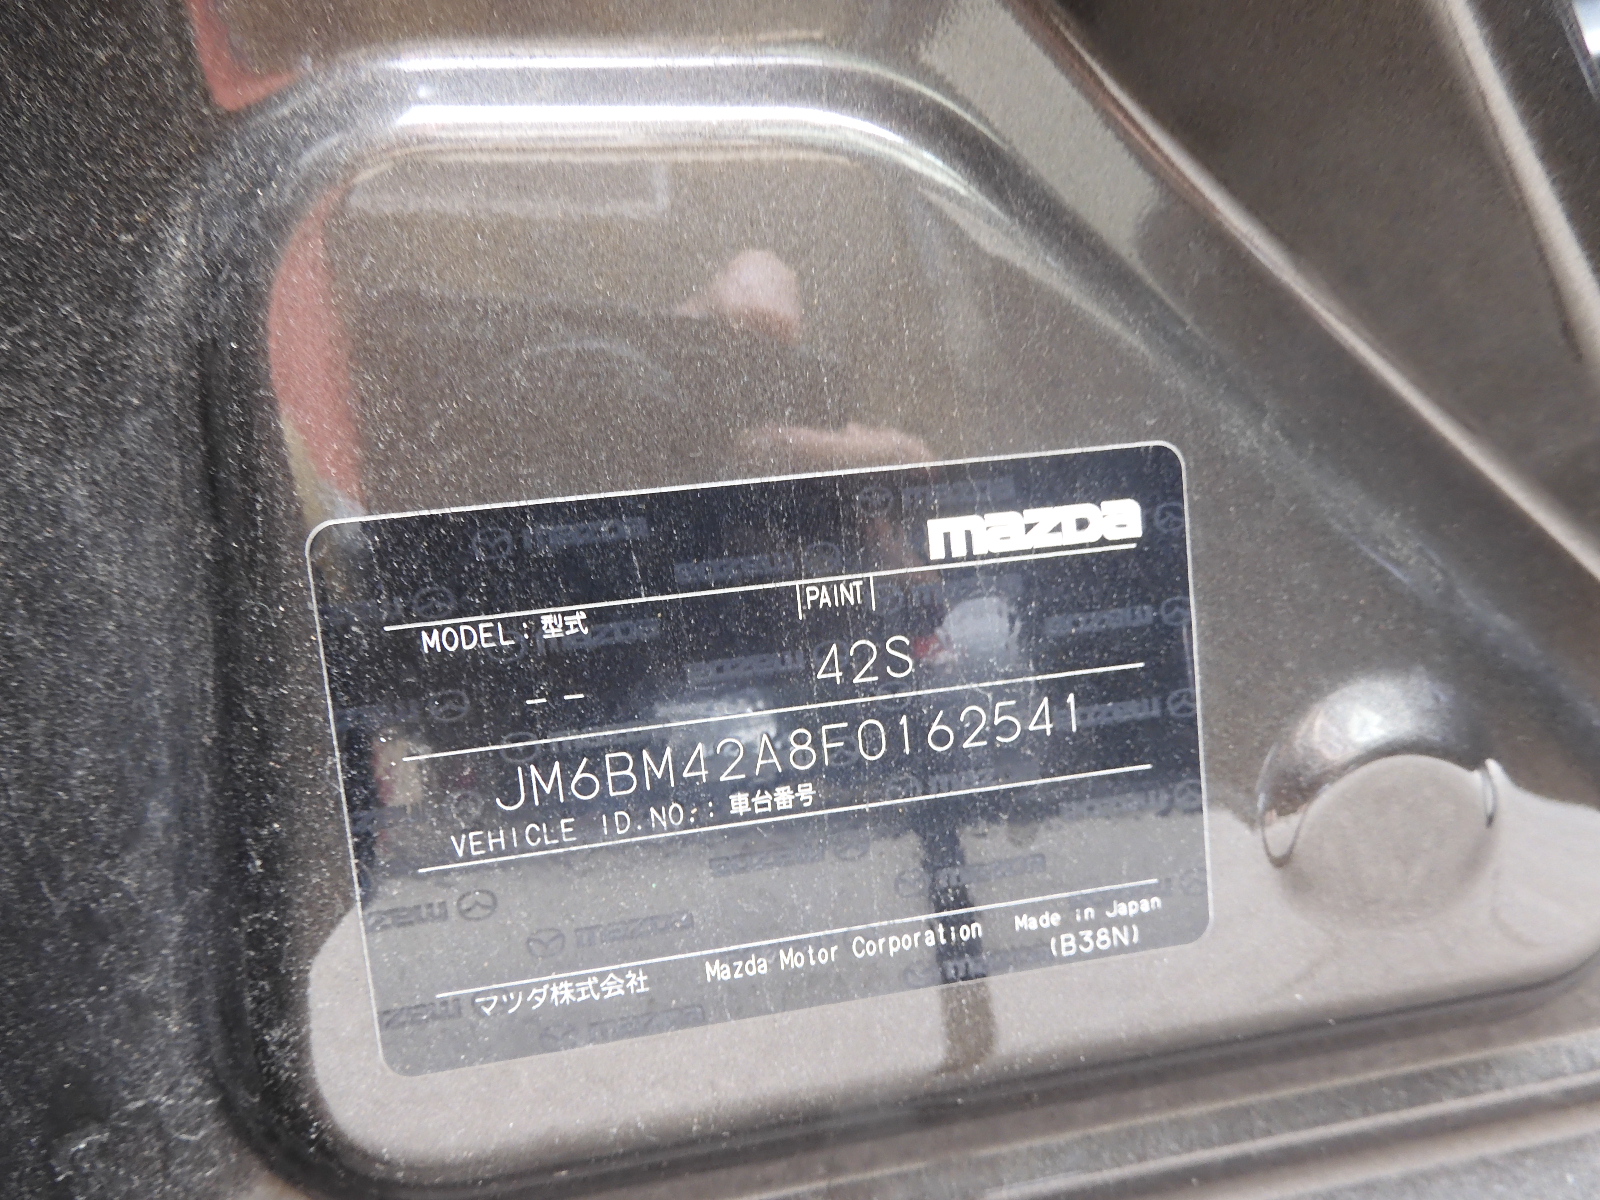 mazda
MODEL : 型式 PAINT
-- 42S
JM6BM42A8F0162541
VEHICLE ID.NO. : 車台番号
マツダ株式会社 Mazda Motor Corporation Made in Japan
(B38N)